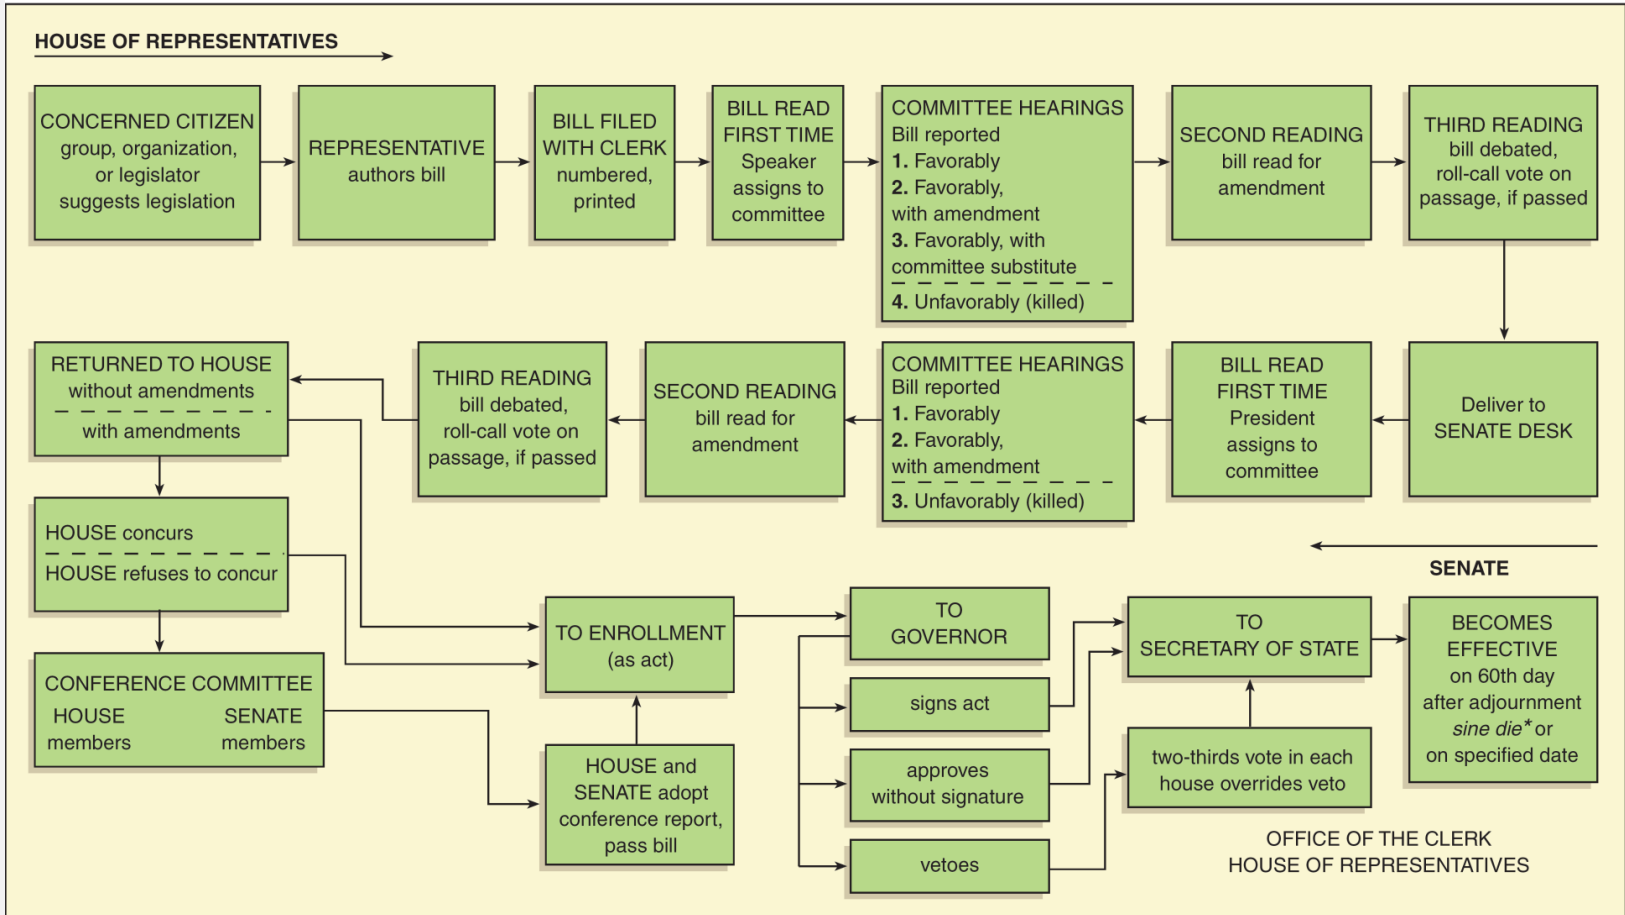 HOUSE OF REPRESENTATIVES
CONCERNED CITIZEN
group, organization,
or legislator
suggests legislation
REPRESENTATIVE
authors bill
BILL FILED
WITH CLERK
numbered,
printed
BILL READ
FIRST TIME
Speaker
assigns to
committee
COMMITTEE HEARINGS
Bill reported
1. Favorably
2. Favorably,
with amendment
3. Favorably, with
committee substitute
4. Unfavorably (killed)
SECOND READING
bill read for
amendment
THIRD READING
bill debated,
roll-call vote on
passage, if passed
Deliver to
SENATE DESK
BILL READ
FIRST TIME
President
assigns to
committee
COMMITTEE HEARINGS
Bill reported
1. Favorably
2. Favorably,
with amendment
3. Unfavorably (killed)
SECOND READING
bill read for
amendment
THIRD READING
bill debated,
roll-call vote on
passage, if passed
RETURNED TO HOUSE
without amendments
with amendments
SENATE
HOUSE concurs
HOUSE refuses to concur
CONFERENCE COMMITTEE
HOUSE
members
SENATE
members
HOUSE and
SENATE adopt
conference report,
pass bill
TO ENROLLMENT
(as act)
TO
GOVERNOR
signs act
approves
without signature
vetoes
two-thirds vote in each
house overrides veto
TO
SECRETARY OF STATE
BECOMES
EFFECTIVE
on 60th day
after adjournment
sine die* or
on specified date
OFFICE OF THE CLERK
HOUSE OF REPRESENTATIVES